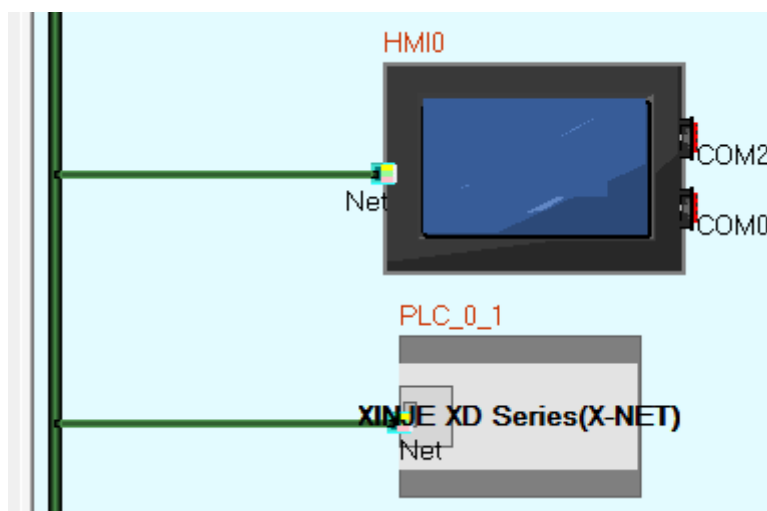 HMI0
COM2
Net
COM0
PLC_0_1
XINJE XD Series(X-NET)
Net